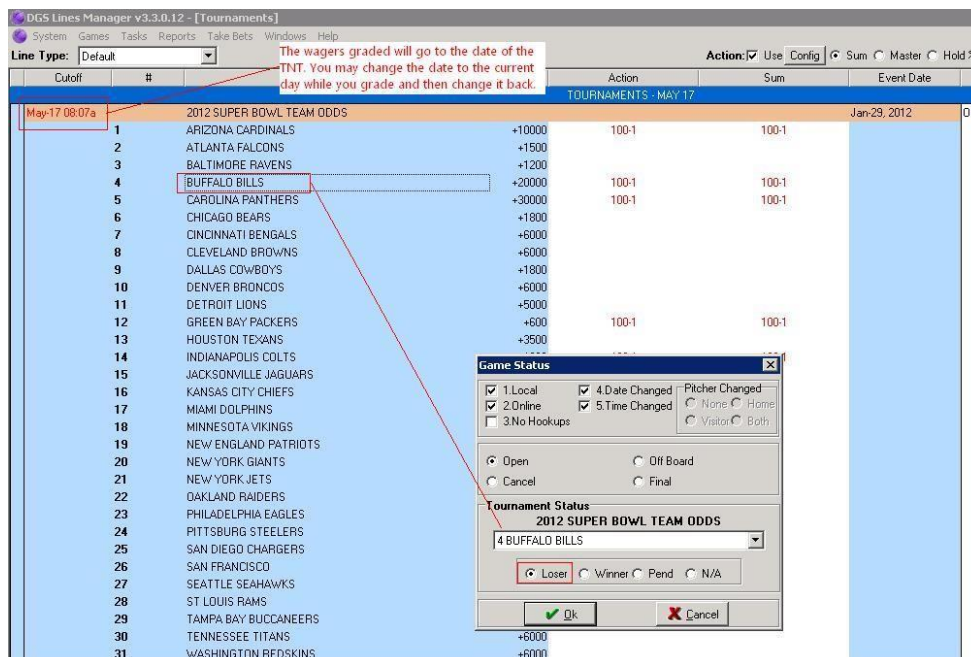 DGS Lines Manager v3.3.0.12 - [Tournaments]
System Games Tasks Reports Take Bets Windows Help
Line Type: Default
The wagers graded will go to the date of the
TNT. You may change the date to the current
day while you grade and then change it back.
Action: Use Config Sum Master Hold
Cutoff # Action Sum Event Date
TOURNAMENTS - MAY 17
May-17 08:07a 2012 SUPER BOWL TEAM ODDS Jan-29, 2012
1 ARIZONA CARDINALS +10000 100-1 100-1
2 ATLANTA FALCONS +1500
3 BALTIMORE RAVENS +1200
4 BUFFALO BILLS +20000 100-1 100-1
5 CAROLINA PANTHERS +30000 100-1 100-1
6 CHICAGO BEARS +1800
7 CINCINNATI BENGALS +6000
8 CLEVELAND BROWNS +6000
9 DALLAS COWBOYS +1800
10 DENVER BRONCOS +6000
11 DETROIT LIONS +5000
12 GREEN BAY PACKERS +600 100-1 100-1
13 HOUSTON TEXANS +3500
14 INDIANAPOLIS COLTS
15 JACKSONVILLE JAGUARS
16 KANSAS CITY CHIEFS
17 MIAMI DOLPHINS
18 MINNESOTA VIKINGS
19 NEW ENGLAND PATRIOTS
20 NEW YORK GIANTS
21 NEW YORK JETS
22 OAKLAND RAIDERS
23 PHILADELPHIA EAGLES
24 PITTSBURG STEELERS
25 SAN DIEGO CHARGERS
26 SAN FRANCISCO
27 SEATTLE SEAHAWKS
28 ST LOUIS RAMS
29 TAMPA BAY BUCCANEERS
30 TENNESSEE TITANS +6000
31 WASHINGTON REDSKINS +6000
Game Status
1.Local 4.Date Changed Pitcher Changed
2.Online 5.Time Changed None Home
3.No Hookups Visitor Both
Open Off Board
Cancel Final
Tournament Status
2012 SUPER BOWL TEAM ODDS
4 BUFFALO BILLS
Loser Winner Pend N/A
Ok Cancel